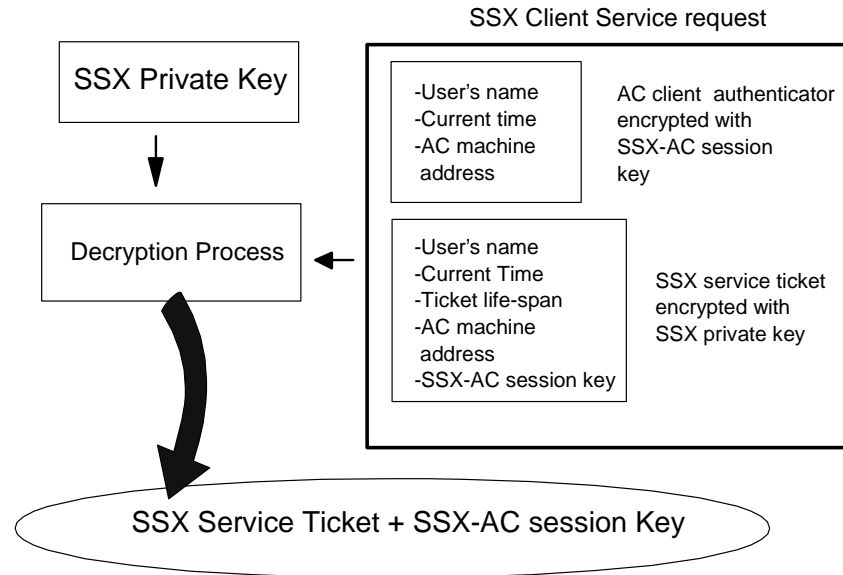 SSX Client Service request
SSX Private Key
-User's name
-Current time
-AC machine
address
AC client authenticator
encrypted with
SSX-AC session
key
Decryption Process
-User's name
-Current Time
-Ticket life-span
-AC machine
address
-SSX-AC session key
SSX service ticket
encrypted with
SSX private key
SSX Service Ticket + SSX-AC session Key